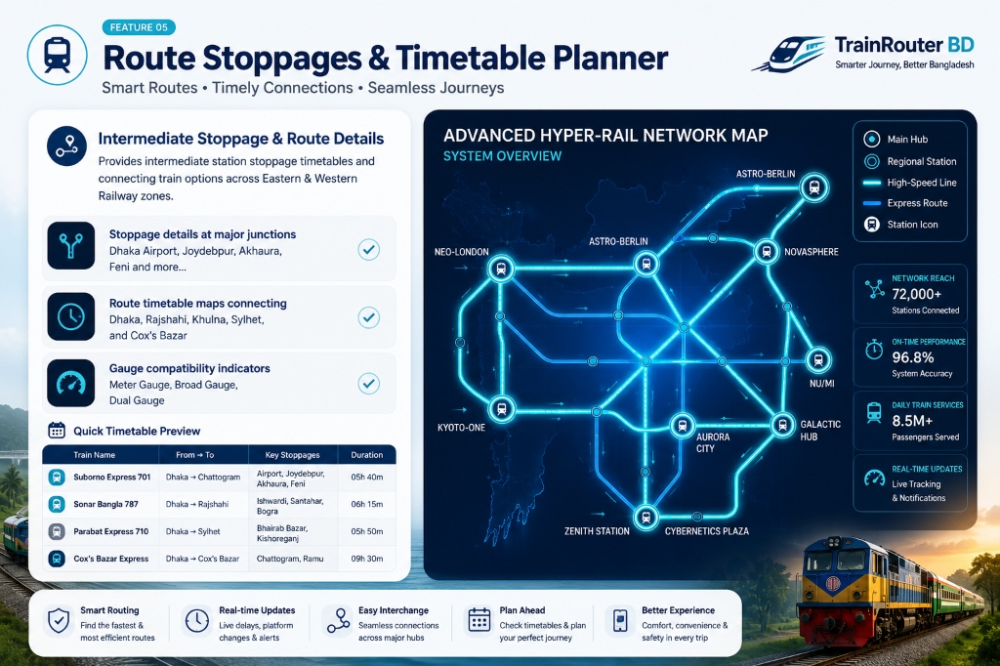 FEATURE 05
Route Stoppages & Timetable Planner
Smart Routes • Timely Connections • Seamless Journeys
TrainRouter BD
Smarter Journey, Better Bangladesh
Intermediate Stoppage & Route Details
Provides intermediate station stoppage timetables and
connecting train options across Eastern & Western
Railway zones.
Stoppage details at major junctions
Dhaka Airport, Joydebpur, Akhaura,
Feni and more...
Route timetable maps connecting
Dhaka, Rajshahi, Khulna, Sylhet,
and Cox's Bazar
Gauge compatibility indicators
Meter Gauge, Broad Gauge,
Dual Gauge
Quick Timetable Preview
Train Name From → To Key Stoppages Duration
Suborno Express 701 Dhaka → Chattogram Airport, Joydebpur, Akhaura, Feni 05h 40m
Sonar Bangla 787 Dhaka → Rajshahi Ishwardi, Santahar, Bogra 06h 15m
Parabat Express 710 Dhaka → Sylhet Bhairab Bazar, Kishoreganj 05h 50m
Cox's Bazar Express Dhaka → Cox's Bazar Chattogram, Ramu 09h 30m
ADVANCED HYPER-RAIL NETWORK MAP
SYSTEM OVERVIEW
ASTRO-BERLIN
ASTRO-BERLIN
NEO-LONDON
NOVASPHERE
NU/MI
KYOTO-ONE
AURORA
CITY
GALACTIC
HUB
ZENITH STATION
CYBERNETICS PLAZA
Main Hub
Regional Station
High-Speed Line
Express Route
Station Icon
NETWORK REACH
72,000+
Stations Connected
ON-TIME PERFORMANCE
96.8%
System Accuracy
DAILY TRAIN SERVICES
8.5M+
Passengers Served
REAL-TIME UPDATES
Live Tracking
& Notifications
Smart Routing
Find the fastest &
most efficient routes
Real-time Updates
Live delays, platform
changes & alerts
Easy Interchange
Seamless connections
across major hubs
Plan Ahead
Check timetables & plan
your perfect journey
Better Experience
Comfort, convenience &
safety in every trip